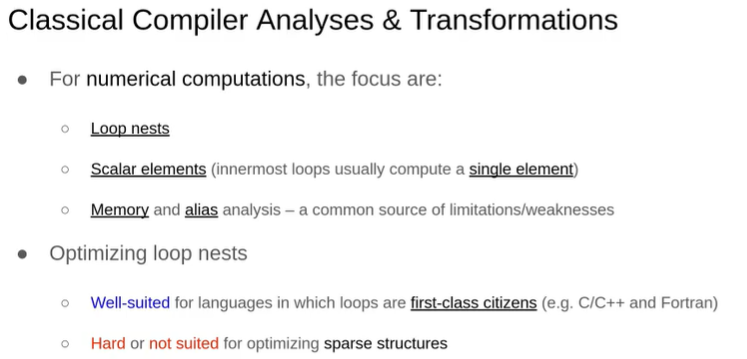 Classical Compiler Analyses & Transformations
● For numerical computations, the focus are:
○ Loop nests
○ Scalar elements (innermost loops usually compute a single element)
○ Memory and alias analysis – a common source of limitations/weaknesses
● Optimizing loop nests
○ Well-suited for languages in which loops are first-class citizens (e.g. C/C++ and Fortran)
○ Hard or not suited for optimizing sparse structures